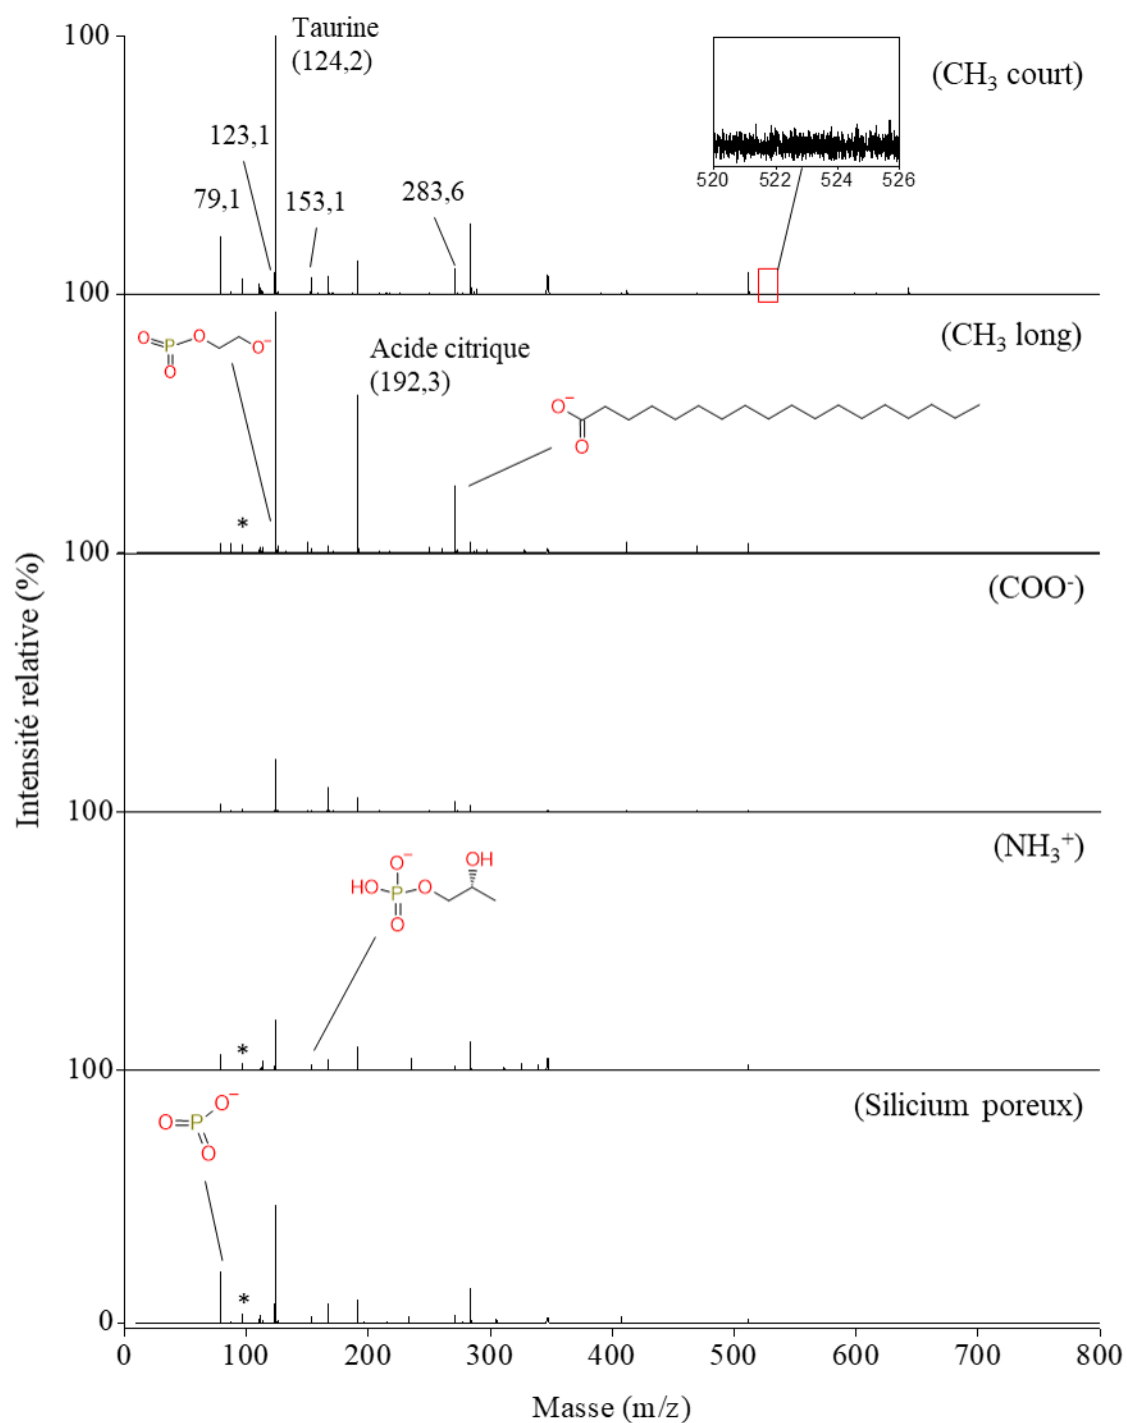 100
Taurine
(124,2)
(CH₃ court)
520 522 524 526
123,1
79,1
153,1
283,6
100
(CH₃ long)
O P O O⁻
O
Acide citrique
(192,3)
O⁻
O
*
100
(COO⁻)
100
(NH₃⁺)
O⁻ OH
HO P O
O
*
100
(Silicium poreux)
O⁻
O P
O
*
0
0 100 200 300 400 500 600 700 800
Masse (m/z)
Intensité relative (%)